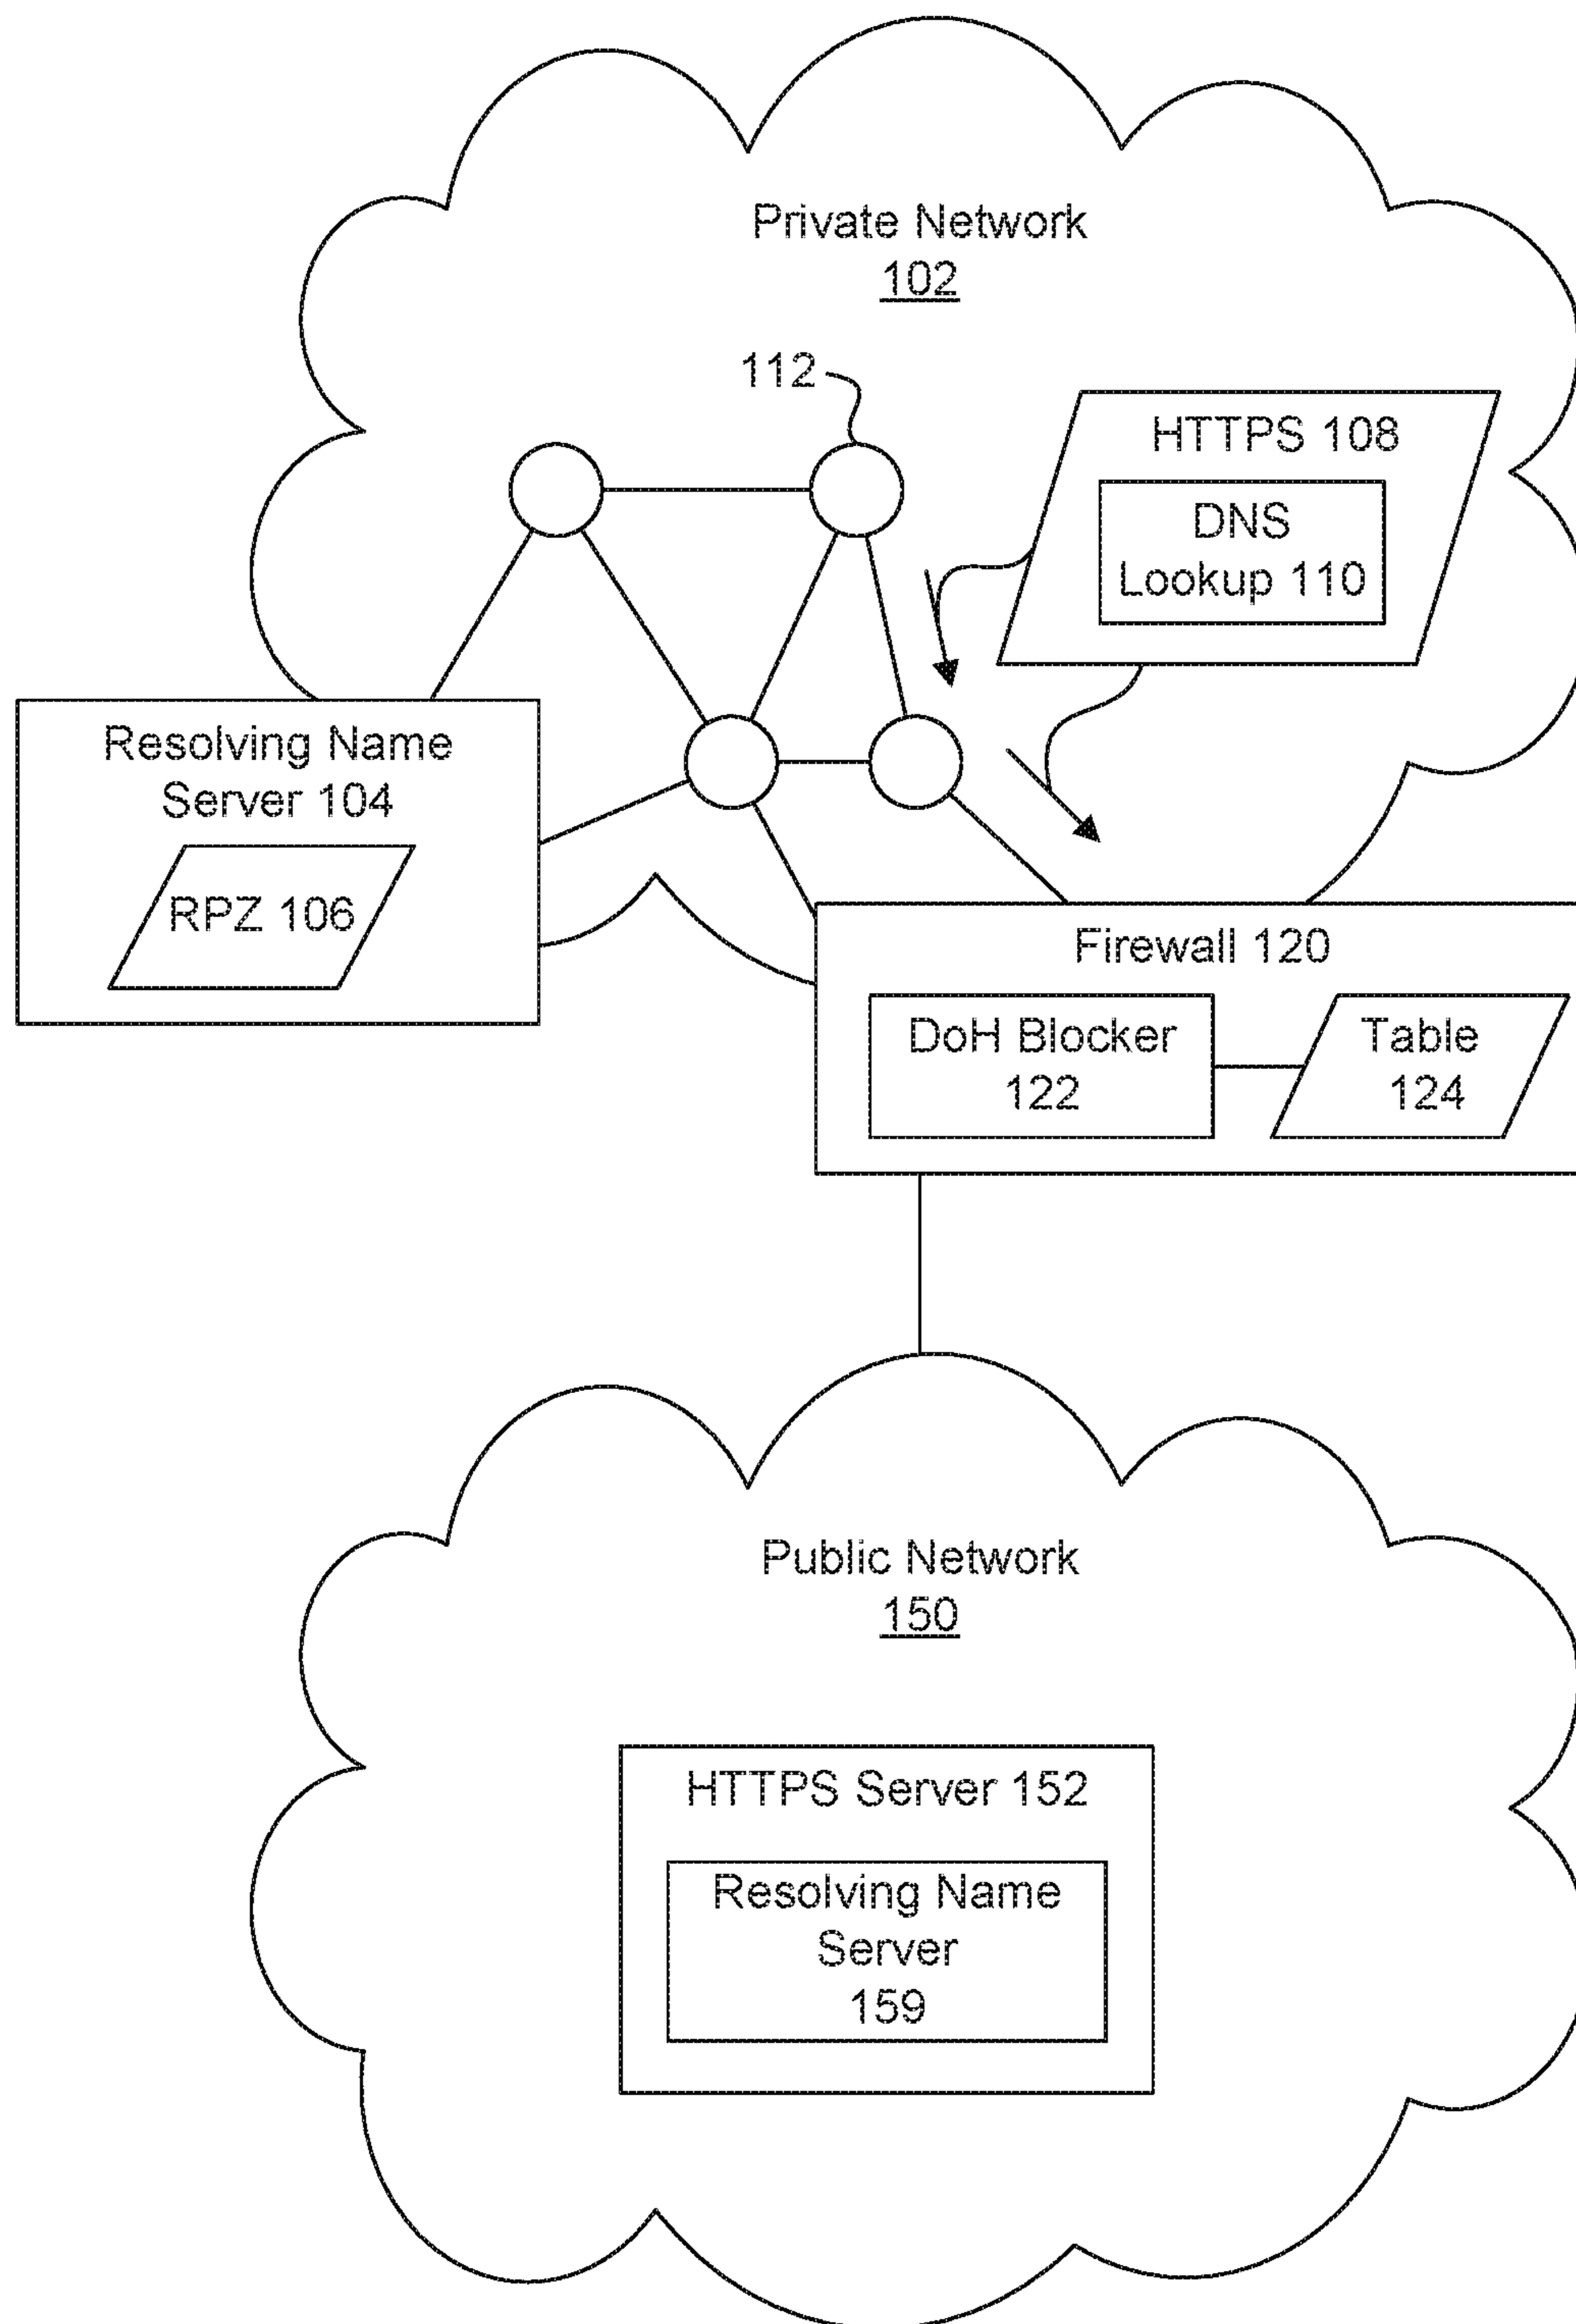 Private Network
102
112
HTTPS 108
DNS
Lookup 110
Resolving Name
Server 104
RPZ 106
Firewall 120
DoH Blocker
122
Table
124
Public Network
150
HTTPS Server 152
Resolving Name
Server
159